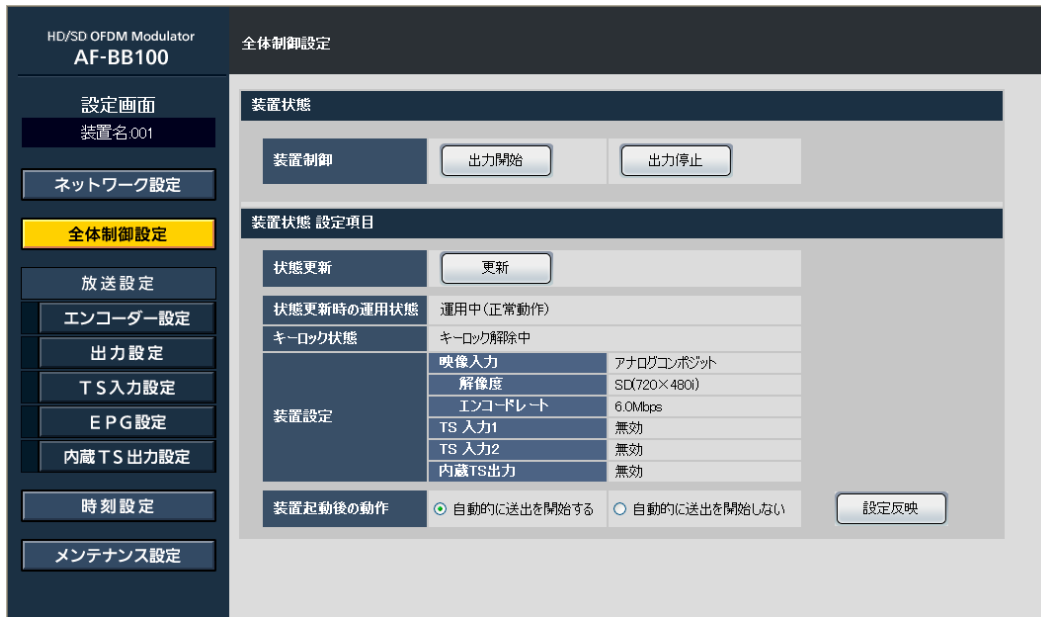 HD/SD OFDM Modulator
AF-BB100
全体制御設定
設定画面
装置名:001
ネットワーク設定
全体制御設定
放送設定
エンコーダー設定
出力設定
TS入力設定
EPG設定
内蔵TS出力設定
時刻設定
メンテナンス設定
装置状態
装置制御 出力開始 出力停止
装置状態 設定項目
状態更新 更新
状態更新時の運用状態 運用中(正常動作)
キーロック状態 キーロック解除中
装置設定
映像入力 アナログコンポジット
解像度 SD(720×480i)
エンコードレート 6.0Mbps
TS 入力1 無効
TS 入力2 無効
内蔵TS出力 無効
装置起動後の動作 自動的に送出を開始する 自動的に送出を開始しない 設定反映